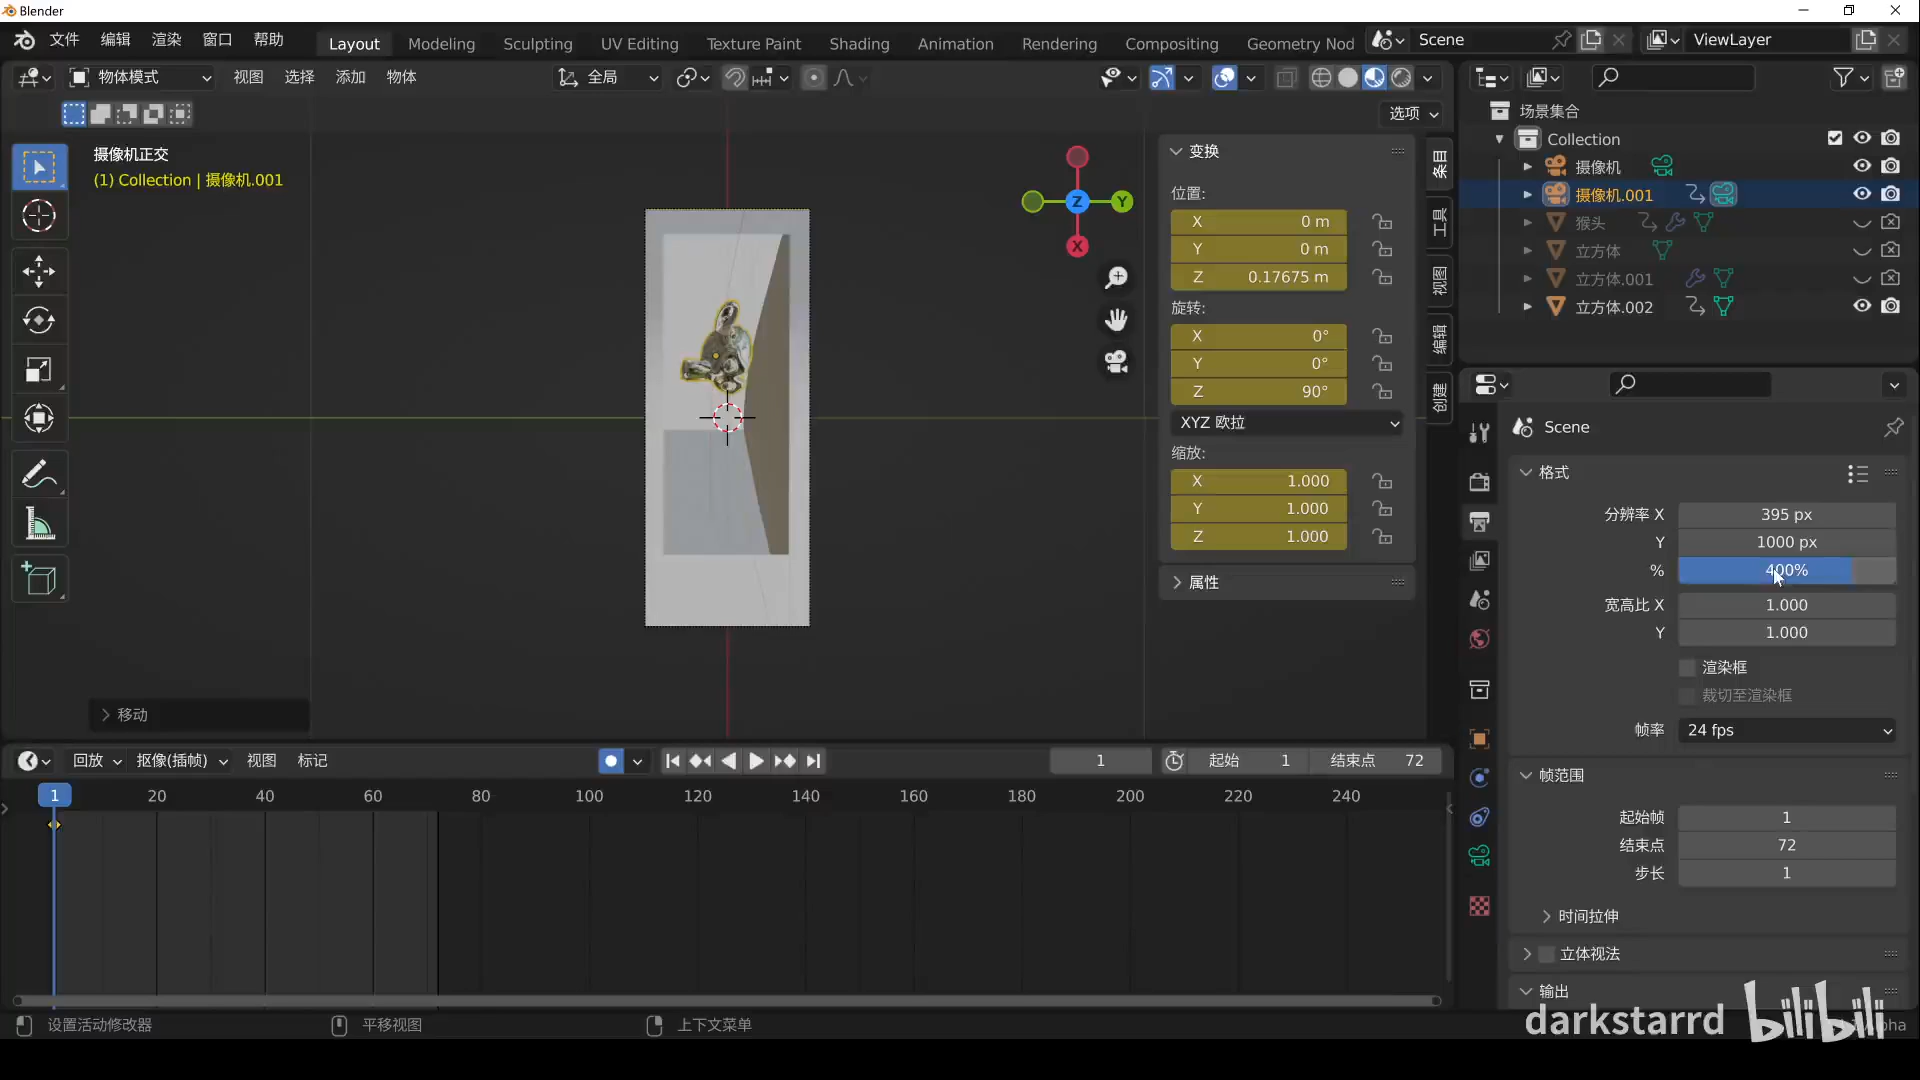 Blender
文件 编辑 渲染 窗口 帮助 Layout Modeling Sculpting UV Editing Texture Paint Shading Animation Rendering Compositing Geometry Nod Scene ViewLayer
物体模式 视图 选择 添加 物体 全局
选项
摄像机正交
(1) Collection | 摄像机.001
Z Y X
移动
变换
位置:
X 0 m
Y 0 m
Z 0.17675 m
旋转:
X 0°
Y 0°
Z 90°
XYZ 欧拉
缩放:
X 1.000
Y 1.000
Z 1.000
属性
条目
工具
视图
编辑
创建
场景集合
Collection
摄像机
摄像机.001
猴头
立方体
立方体.001
立方体.002
Scene
格式
分辨率 X 395 px
Y 1000 px
% 400%
宽高比 X 1.000
Y 1.000
渲染框
裁切至渲染框
帧率 24 fps
帧范围
起始帧 1
结束点 72
步长 1
时间拉伸
立体视法
输出
回放 抠像(插帧) 视图 标记 1 起始 1 结束点 72
1 20 40 60 80 100 120 140 160 180 200 220 240
设置活动修改器 平移视图 上下文菜单
darkstarrd bilibili